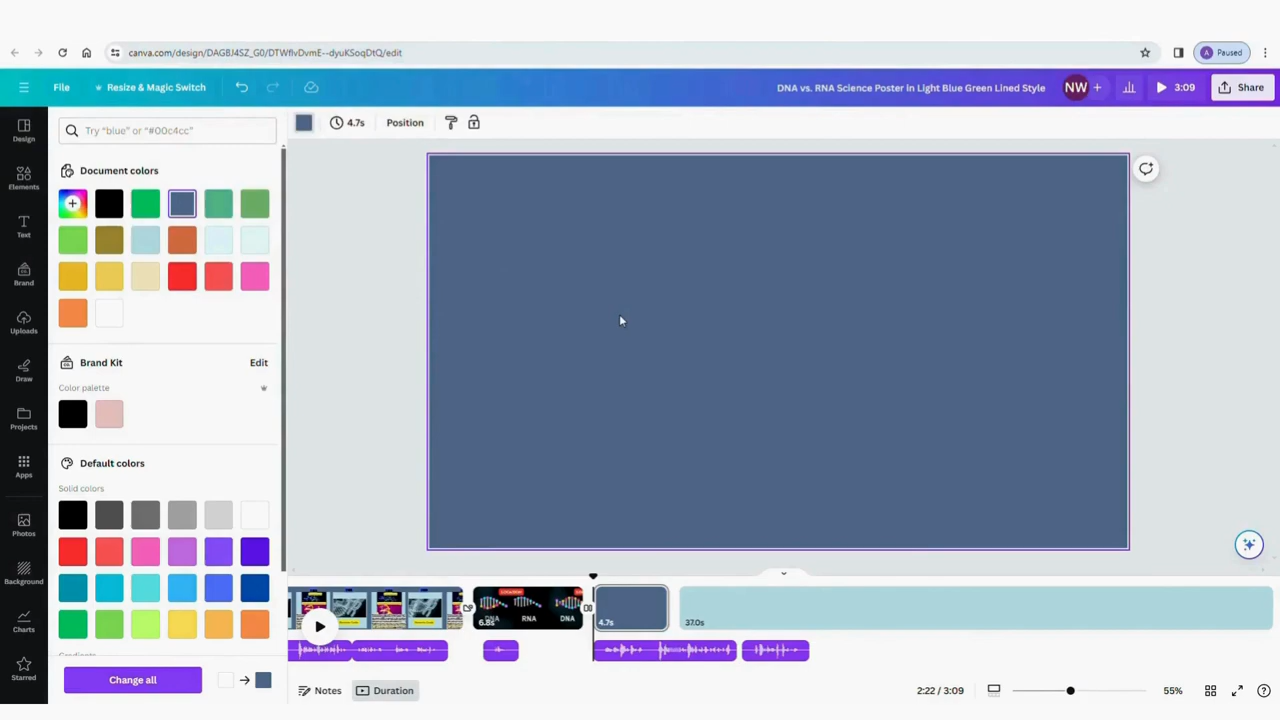 canva.com/design/DAGBJ4SZ_G0/DTWflvDvmE--dyuKSoqDtQ/edit
A Paused
File
Resize & Magic Switch
DNA vs. RNA Science Poster in Light Blue Green Lined Style
NW
+
3:09
Share
Design
Elements
Text
Brand
Uploads
Draw
Projects
Apps
Photos
Background
Charts
Starred
Try “blue” or “#00c4cc”
4.7s
Position
Document colors
Brand Kit
Edit
Color palette
Default colors
Solid colors
Change all
6.8s
DNA
RNA
DNA
4.7s
37.0s
Notes
Duration
2:22 / 3:09
55%